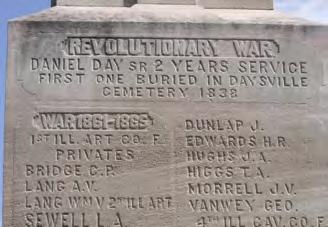 REVOLUTIONARY WAR
DANIEL DAY SR 2 YEARS SERVICE
FIRST ONE BURIED IN DAYSVILLE
CEMETERY 1838
WAR 1861-1865
1ST ILL. ART CO. F.
PRIVATES
BRIDGE C.P.
LANG A.V.
LANG WM V 2ND ILL ART
SEWELL L.A.
DUNLAP J.
EDWARDS H.R.
HUGHS J.A.
HIGGS T.A.
MORRELL J.V.
VANWEY GEO.
4TH ILL CAV. CO. F